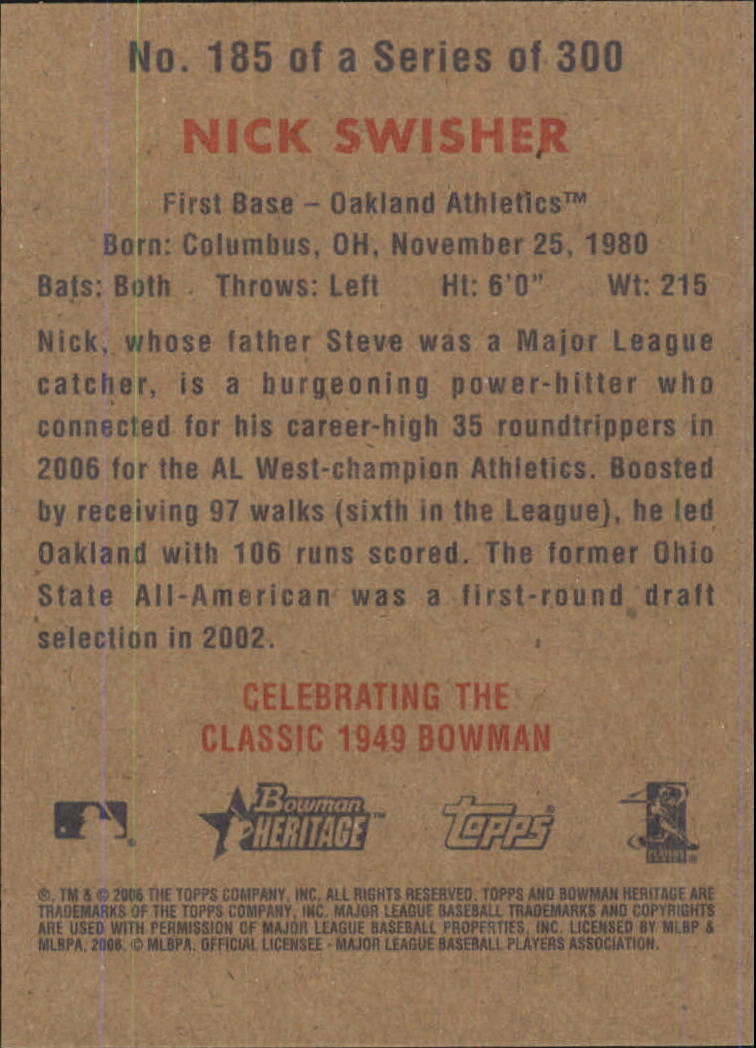 No. 185 of a Series of 300
NICK SWISHER
First Base – Oakland Athletics™
Born: Columbus, OH, November 25, 1980
Bats: Both Throws: Left Ht: 6'0" Wt: 215
Nick, whose father Steve was a Major League
catcher, is a burgeoning power-hitter who
connected for his career-high 35 roundtrippers in
2006 for the AL West-champion Athletics. Boosted
by receiving 97 walks (sixth in the League), he led
Oakland with 106 runs scored. The former Ohio
State All-American was a first-round draft
selection in 2002.
CELEBRATING THE
CLASSIC 1949 BOWMAN
Bowman
HERITAGE™
Topps®
®, TM & © 2006 THE TOPPS COMPANY, INC. ALL RIGHTS RESERVED. TOPPS AND BOWMAN HERITAGE ARE
TRADEMARKS OF THE TOPPS COMPANY, INC. MAJOR LEAGUE BASEBALL TRADEMARKS AND COPYRIGHTS
ARE USED WITH PERMISSION OF MAJOR LEAGUE BASEBALL PROPERTIES, INC. LICENSED BY MLBP &
MLBPA, 2006. © MLBPA. OFFICIAL LICENSEE - MAJOR LEAGUE BASEBALL PLAYERS ASSOCIATION.